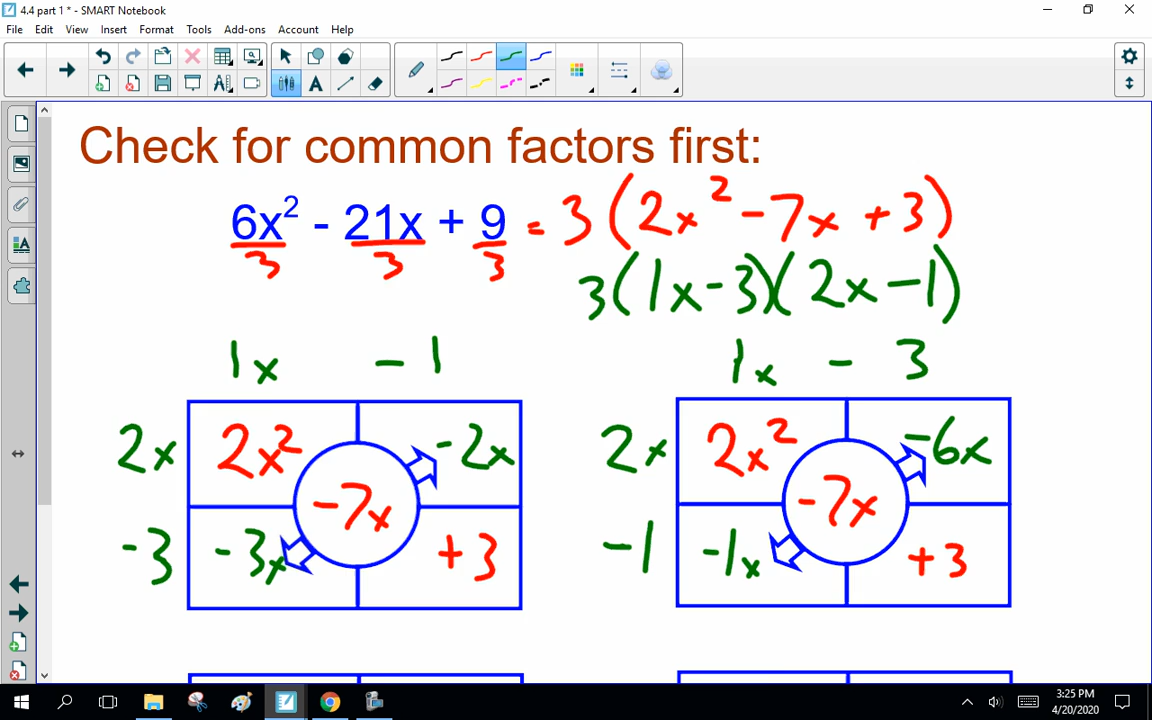 4.4 part 1 * - SMART Notebook
File Edit View Insert Format Tools Add-ons Account Help
Check for common factors first:
6x² - 21x + 9 = 3(2x² - 7x + 3)
3 3 3
3(1x - 3)(2x - 1)
1x - 1
1x - 3
2x 2x² -2x
-7x
-3 -3x +3
2x 2x² -6x
-7x
-1 -1x +3
3:25 PM
4/20/2020